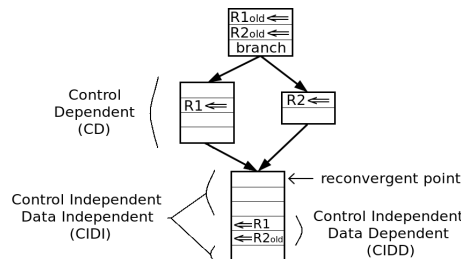 R1old⇐
R2old⇐
branch
Control
Dependent
(CD)
R1⇐
R2⇐
reconvergent point
Control Independent
Data Independent
(CIDI)
⇐R1
⇐R2old
Control Independent
Data Dependent
(CIDD)